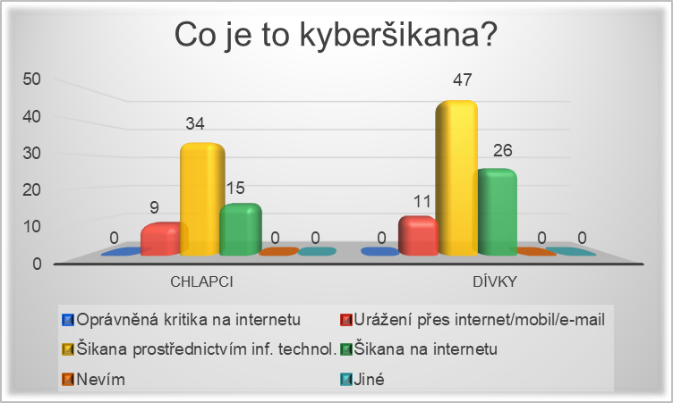 Co je to kyberšikana?
50
40
30
20
10
0
0
9
34
15
0
0
0
11
47
26
0
0
CHLAPCI
DÍVKY
Oprávněná kritika na internetu
Urážení přes internet/mobil/e-mail
Šikana prostřednictvím inf. technol.
Šikana na internetu
Nevím
Jiné